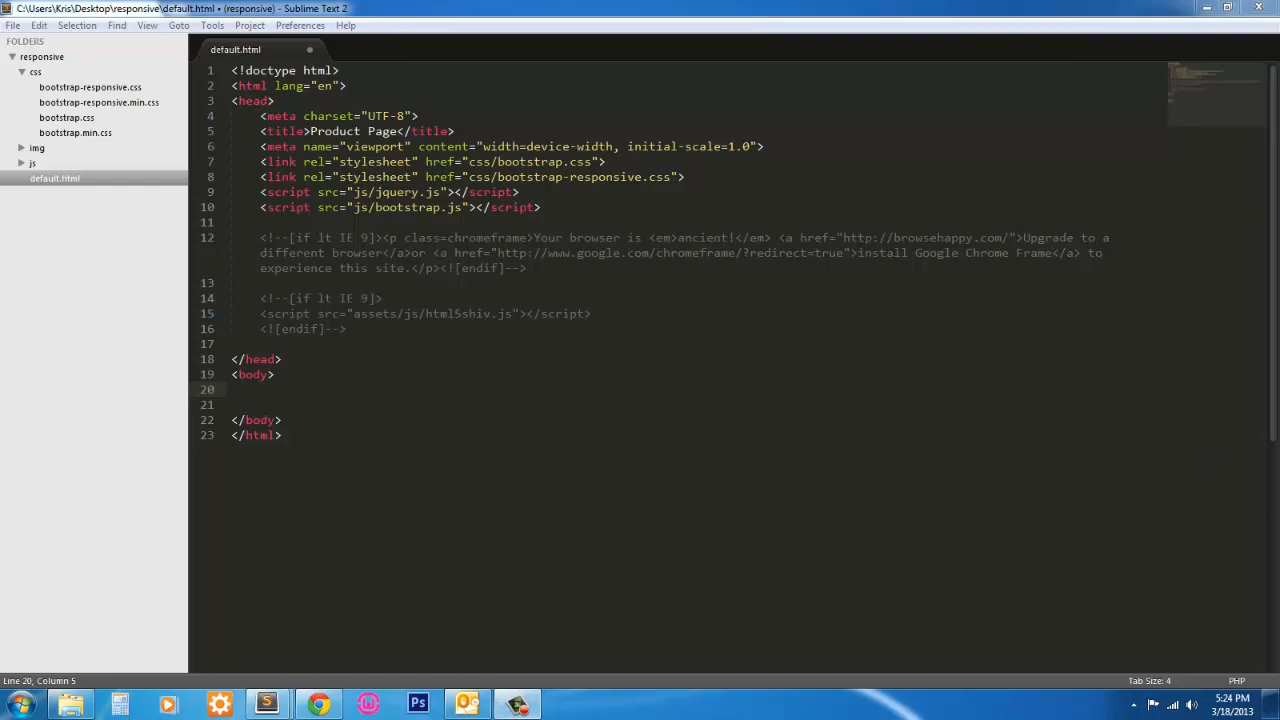 C:\Users\Kris\Desktop\responsive\default.html • (responsive) - Sublime Text 2
File Edit Selection Find View Goto Tools Project Preferences Help
FOLDERS
responsive
css
bootstrap-responsive.css
bootstrap-responsive.min.css
bootstrap.css
bootstrap.min.css
img
js
default.html
default.html
1 <!doctype html>
2 <html lang="en">
3 <head>
4 <meta charset="UTF-8">
5 <title>Product Page</title>
6 <meta name="viewport" content="width=device-width, initial-scale=1.0">
7 <link rel="stylesheet" href="css/bootstrap.css">
8 <link rel="stylesheet" href="css/bootstrap-responsive.css">
9 <script src="js/jquery.js"></script>
10 <script src="js/bootstrap.js"></script>
11
12 <!--[if lt IE 9]><p class=chromeframe>Your browser is <em>ancient!</em> <a href="http://browsehappy.com/">Upgrade to a
different browser</a>or <a href="http://www.google.com/chromeframe/?redirect=true">install Google Chrome Frame</a> to
experience this site.</p><![endif]-->
13
14 <!--[if lt IE 9]>
15 <script src="assets/js/html5shiv.js"></script>
16 <![endif]-->
17
18 </head>
19 <body>
20
21
22 </body>
23 </html>
Line 20, Column 5
Tab Size: 4
PHP
Ps
5:24 PM
3/18/2013